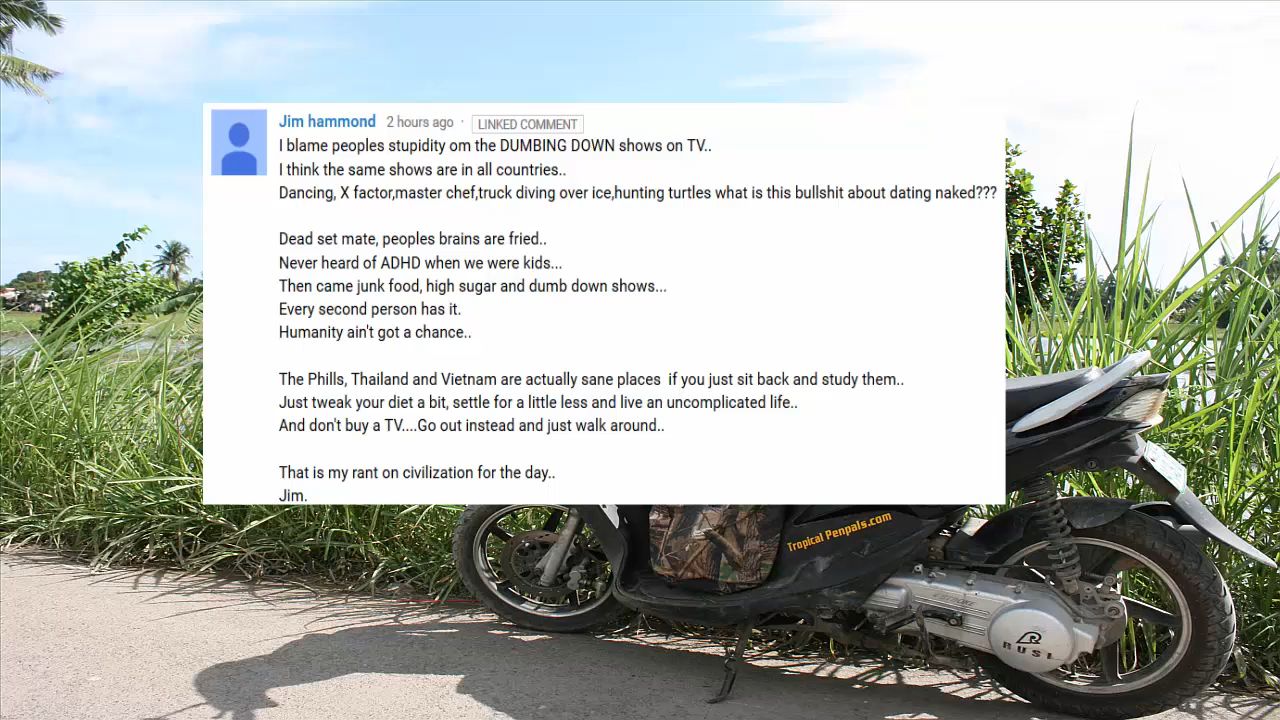 Jim hammond 2 hours ago · LINKED COMMENT
I blame peoples stupidity om the DUMBING DOWN shows on TV..
I think the same shows are in all countries..
Dancing, X factor,master chef,truck diving over ice,hunting turtles what is this bullshit about dating naked???
Dead set mate, peoples brains are fried..
Never heard of ADHD when we were kids...
Then came junk food, high sugar and dumb down shows...
Every second person has it.
Humanity ain't got a chance..
The Phills, Thailand and Vietnam are actually sane places  if you just sit back and study them..
Just tweak your diet a bit, settle for a little less and live an uncomplicated life..
And don't buy a TV....Go out instead and just walk around..
That is my rant on civilization for the day..
Jim.
Tropical Penpals.com
RUSI